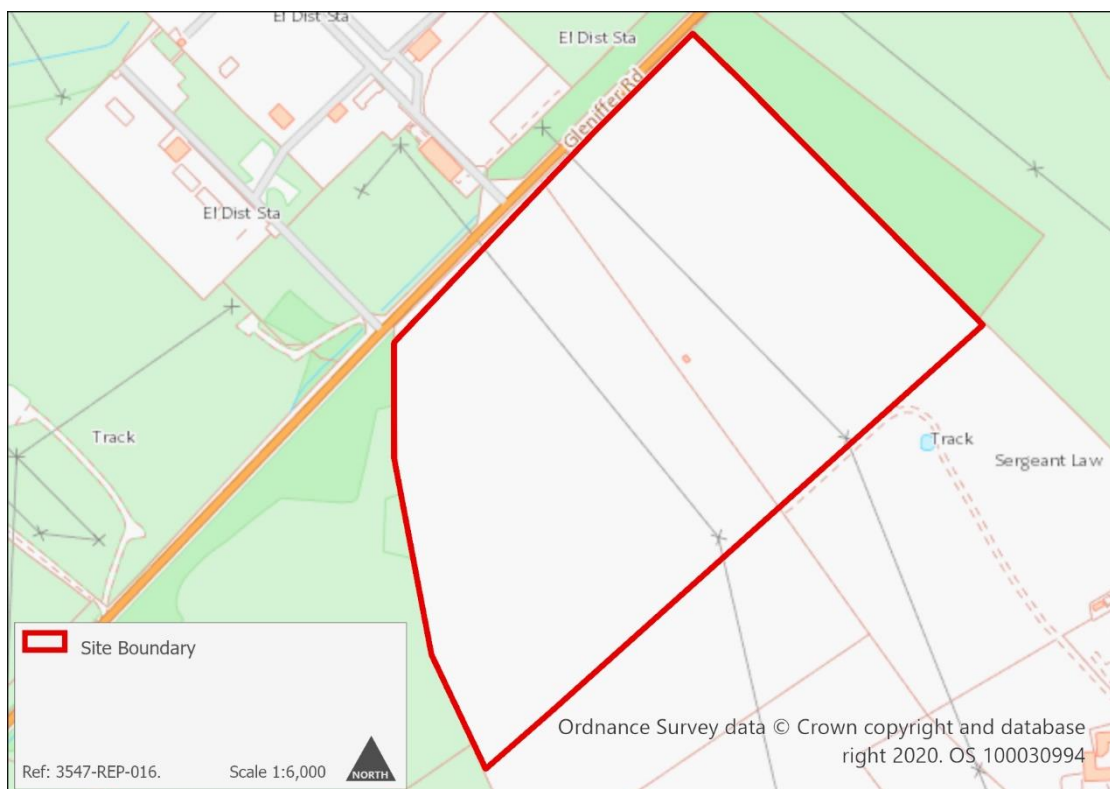 El Dist Sta
El Dist Sta
Gleniffer Rd
El Dist Sta
Track
Track
Sergeant Law
Site Boundary
Ordnance Survey data © Crown copyright and database
right 2020. OS 100030994
Ref: 3547-REP-016.
Scale 1:6,000
NORTH